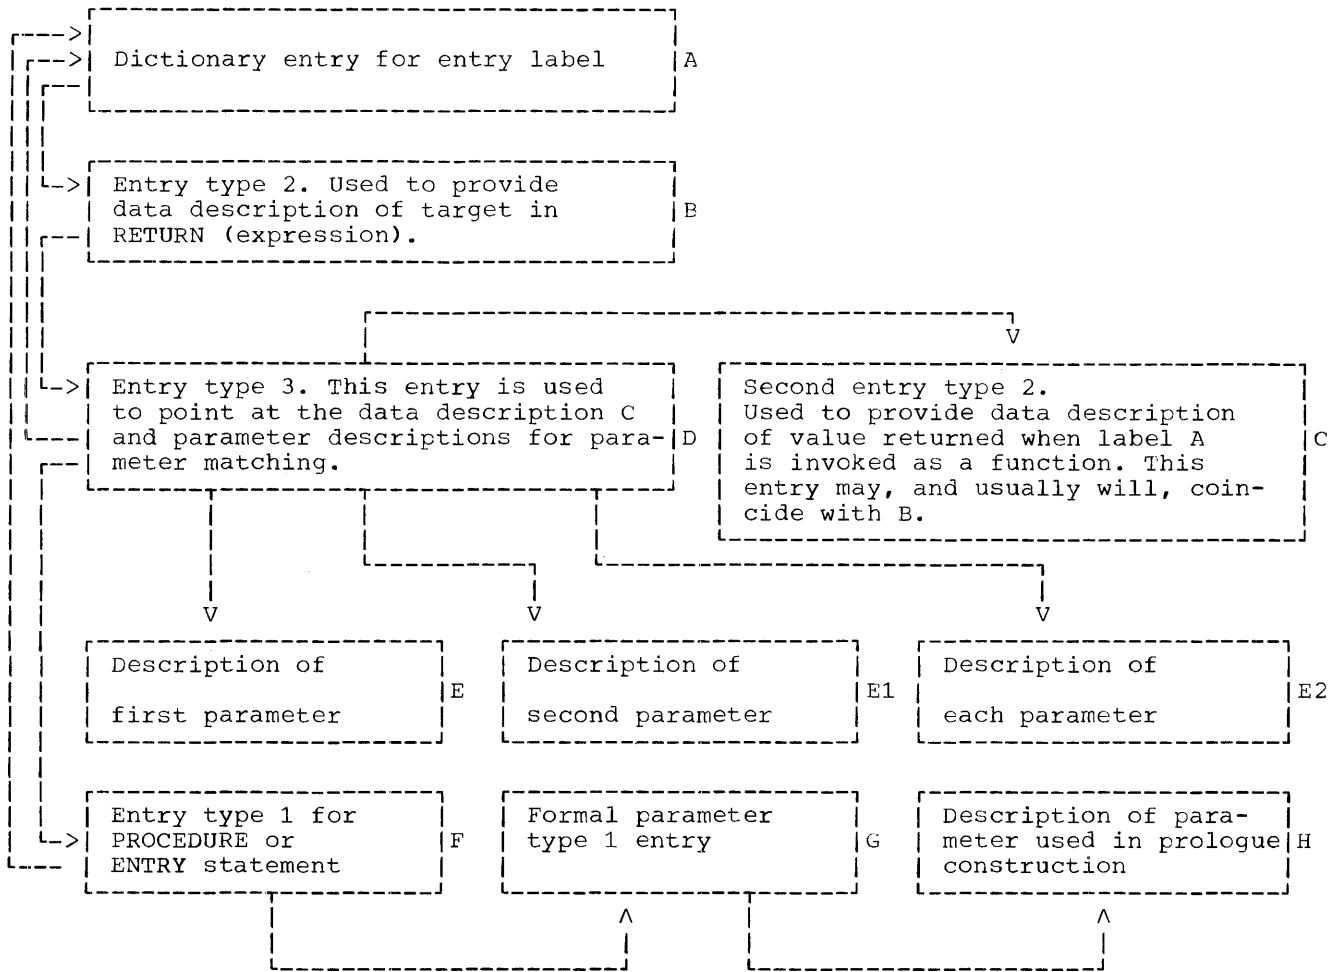 Dictionary entry for entry label
A
Entry type 2. Used to provide
data description of target in
RETURN (expression).
B
V
Entry type 3. This entry is used
to point at the data description C
and parameter descriptions for para-
meter matching.
D
Second entry type 2.
Used to provide data description
of value returned when label A
is invoked as a function. This
entry may, and usually will, coin-
cide with B.
C
V
V
V
Description of
first parameter
E
Description of
second parameter
E1
Description of
each parameter
E2
Entry type 1 for
PROCEDURE or
ENTRY statement
F
Formal parameter
type 1 entry
G
Description of para-
meter used in prologue
construction
H